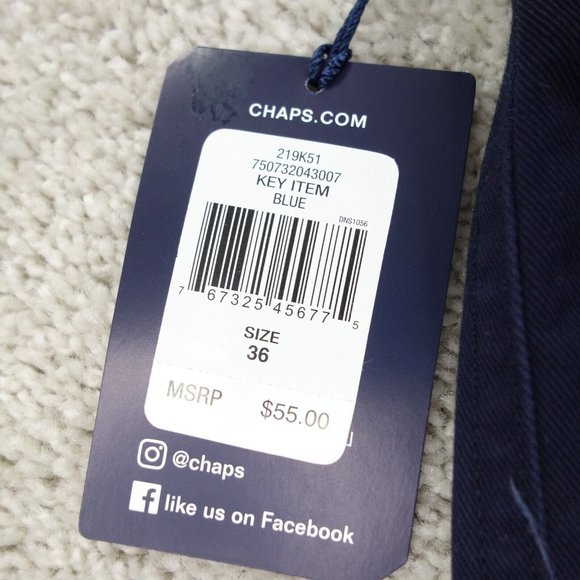 CHAPS.COM
219K51
750732043007
KEY ITEM
BLUE
DNS1056
7 67325 45677 5
SIZE
36
MSRP $55.00
@chaps
like us on Facebook